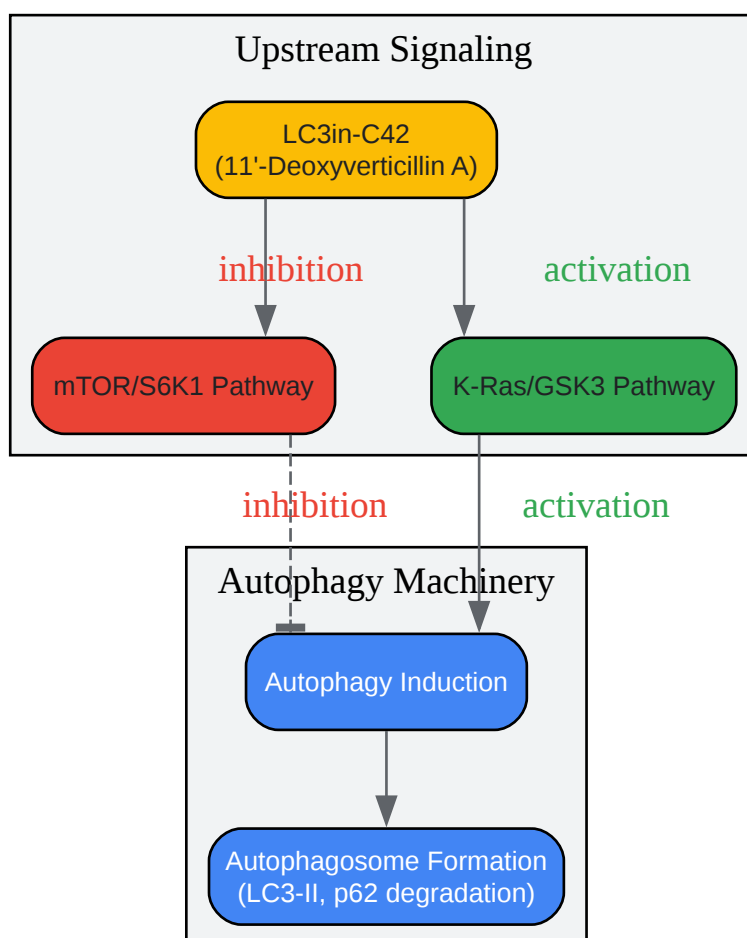 Upstream Signaling
LC3in-C42
(11'-Deoxyverticillin A)
inhibition
activation
mTOR/S6K1 Pathway
K-Ras/GSK3 Pathway
inhibition
activation
Autophagy Machinery
Autophagy Induction
Autophagosome Formation
(LC3-II, p62 degradation)